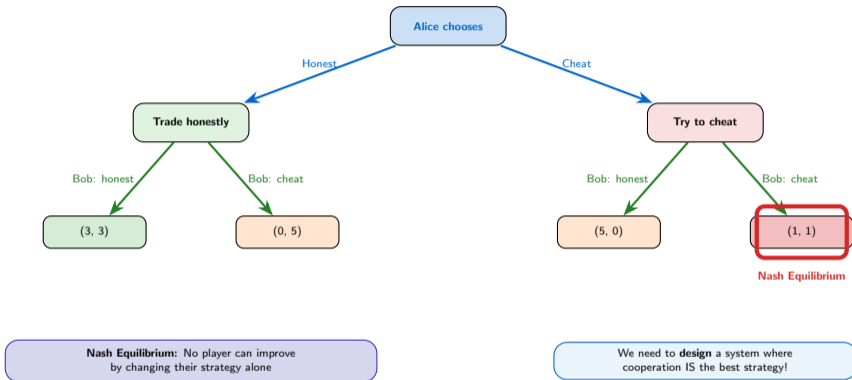 Alice chooses
Honest
Cheat
Trade honestly
Try to cheat
Bob: honest
Bob: cheat
Bob: honest
Bob: cheat
(3, 3)
(0, 5)
(5, 0)
(1, 1)
Nash Equilibrium
Nash Equilibrium: No player can improve
by changing their strategy alone
We need to design a system where
cooperation IS the best strategy!